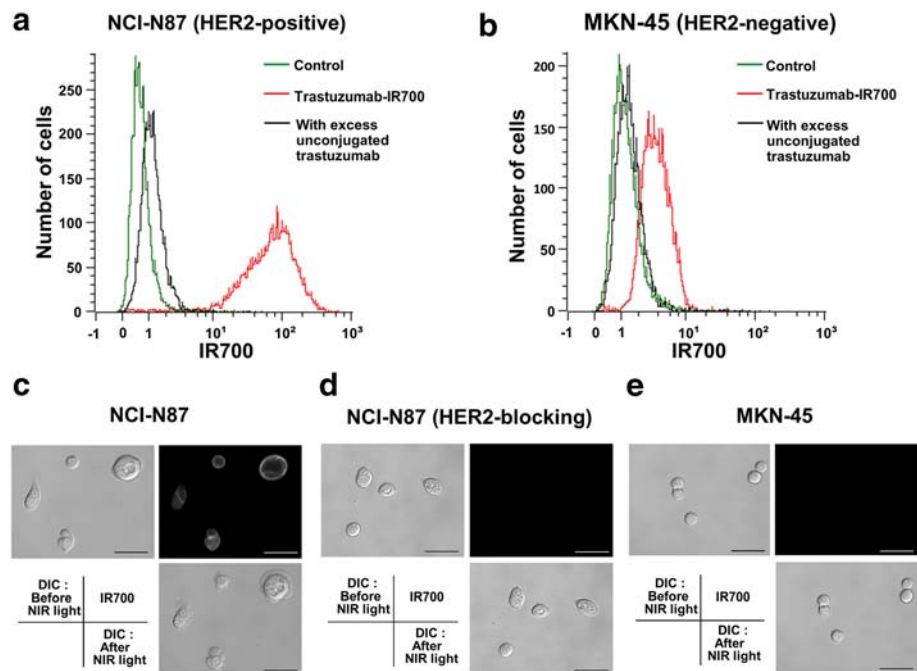 a
NCI-N87 (HER2-positive)
Number of cells
250
200
150
100
50
0
-1 0 1 10¹ 10² 10³
IR700
Control
Trastuzumab-IR700
With excess
unconjugated
trastuzumab
b
MKN-45 (HER2-negative)
Number of cells
200
150
100
50
0
-1 0 1 10¹ 10² 10³
IR700
Control
Trastuzumab-IR700
With excess
unconjugated
trastuzumab
c
NCI-N87
DIC :
Before
NIR light
IR700
DIC :
After
NIR light
d
NCI-N87 (HER2-blocking)
DIC :
Before
NIR light
IR700
DIC :
After
NIR light
e
MKN-45
DIC :
Before
NIR light
IR700
DIC :
After
NIR light